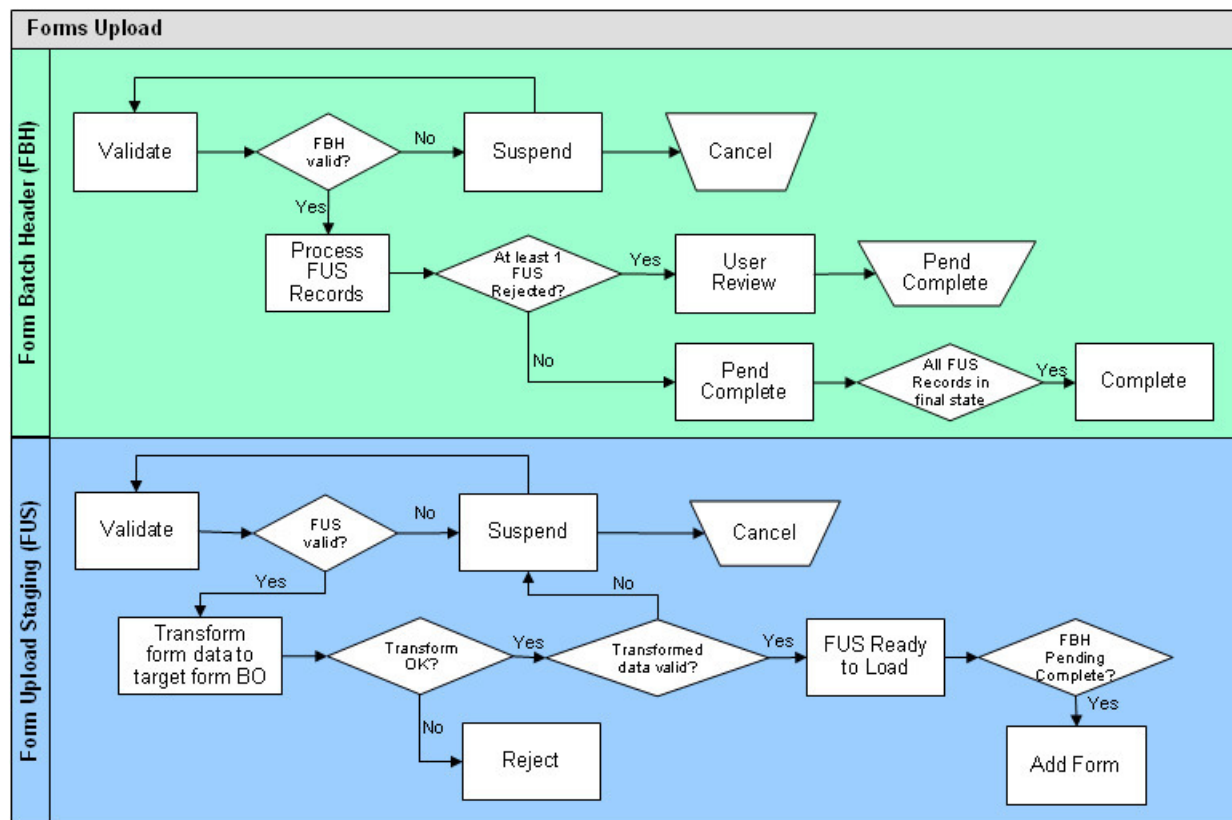 Forms Upload
Form Batch Header (FBH)
Validate
FBH
valid?
No
Suspend
Cancel
Yes
Process
FUS
Records
At least 1
FUS
Rejected?
Yes
User
Review
Pend
Complete
No
Pend
Complete
All FUS
Records in
final state
Yes
Complete
Form Upload Staging (FUS)
Validate
FUS
valid?
No
Suspend
Cancel
Yes
No
Transform
form data to
target form BO
Transform
OK?
Yes
Transformed
data valid?
Yes
FUS Ready
to Load
FBH
Pending
Complete?
No
Yes
Reject
Add Form